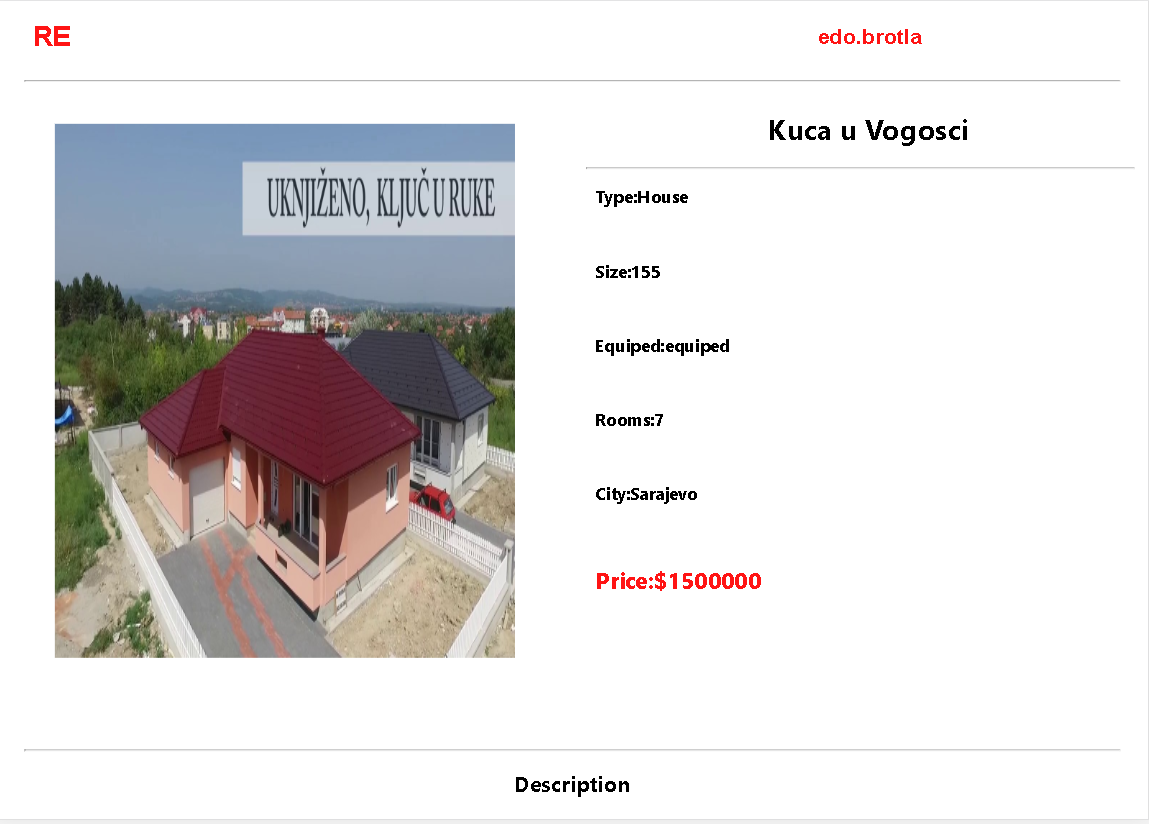 RE
edo.brotla
UKNJIŽENO, KLJUČ U RUKE
Kuca u Vogosci
Type:House
Size:155
Equiped:equiped
Rooms:7
City:Sarajevo
Price:$1500000
Description